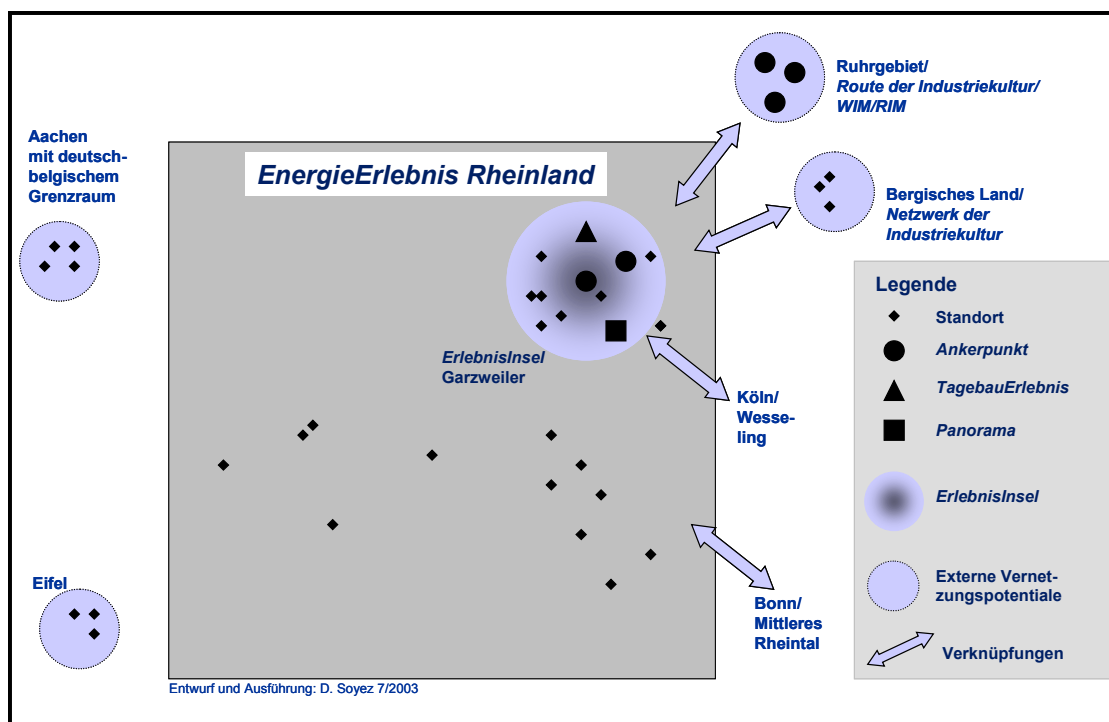 Ruhrgebiet/
Route der Industriekultur/
WIM/RIM
Aachen
mit deutsch-
belgischem
Grenzraum
EnergieErlebnis Rheinland
Bergisches Land/
Netzwerk der
Industriekultur
ErlebnisInsel
Garzweiler
Köln/
Wesse-
ling
Eifel
Bonn/
Mittleres
Rheintal
Legende
Standort
Ankerpunkt
TagebauErlebnis
Panorama
ErlebnisInsel
Externe Vernet-
zungspotentiale
Verknüpfungen
Entwurf und Ausführung: D. Soyez 7/2003